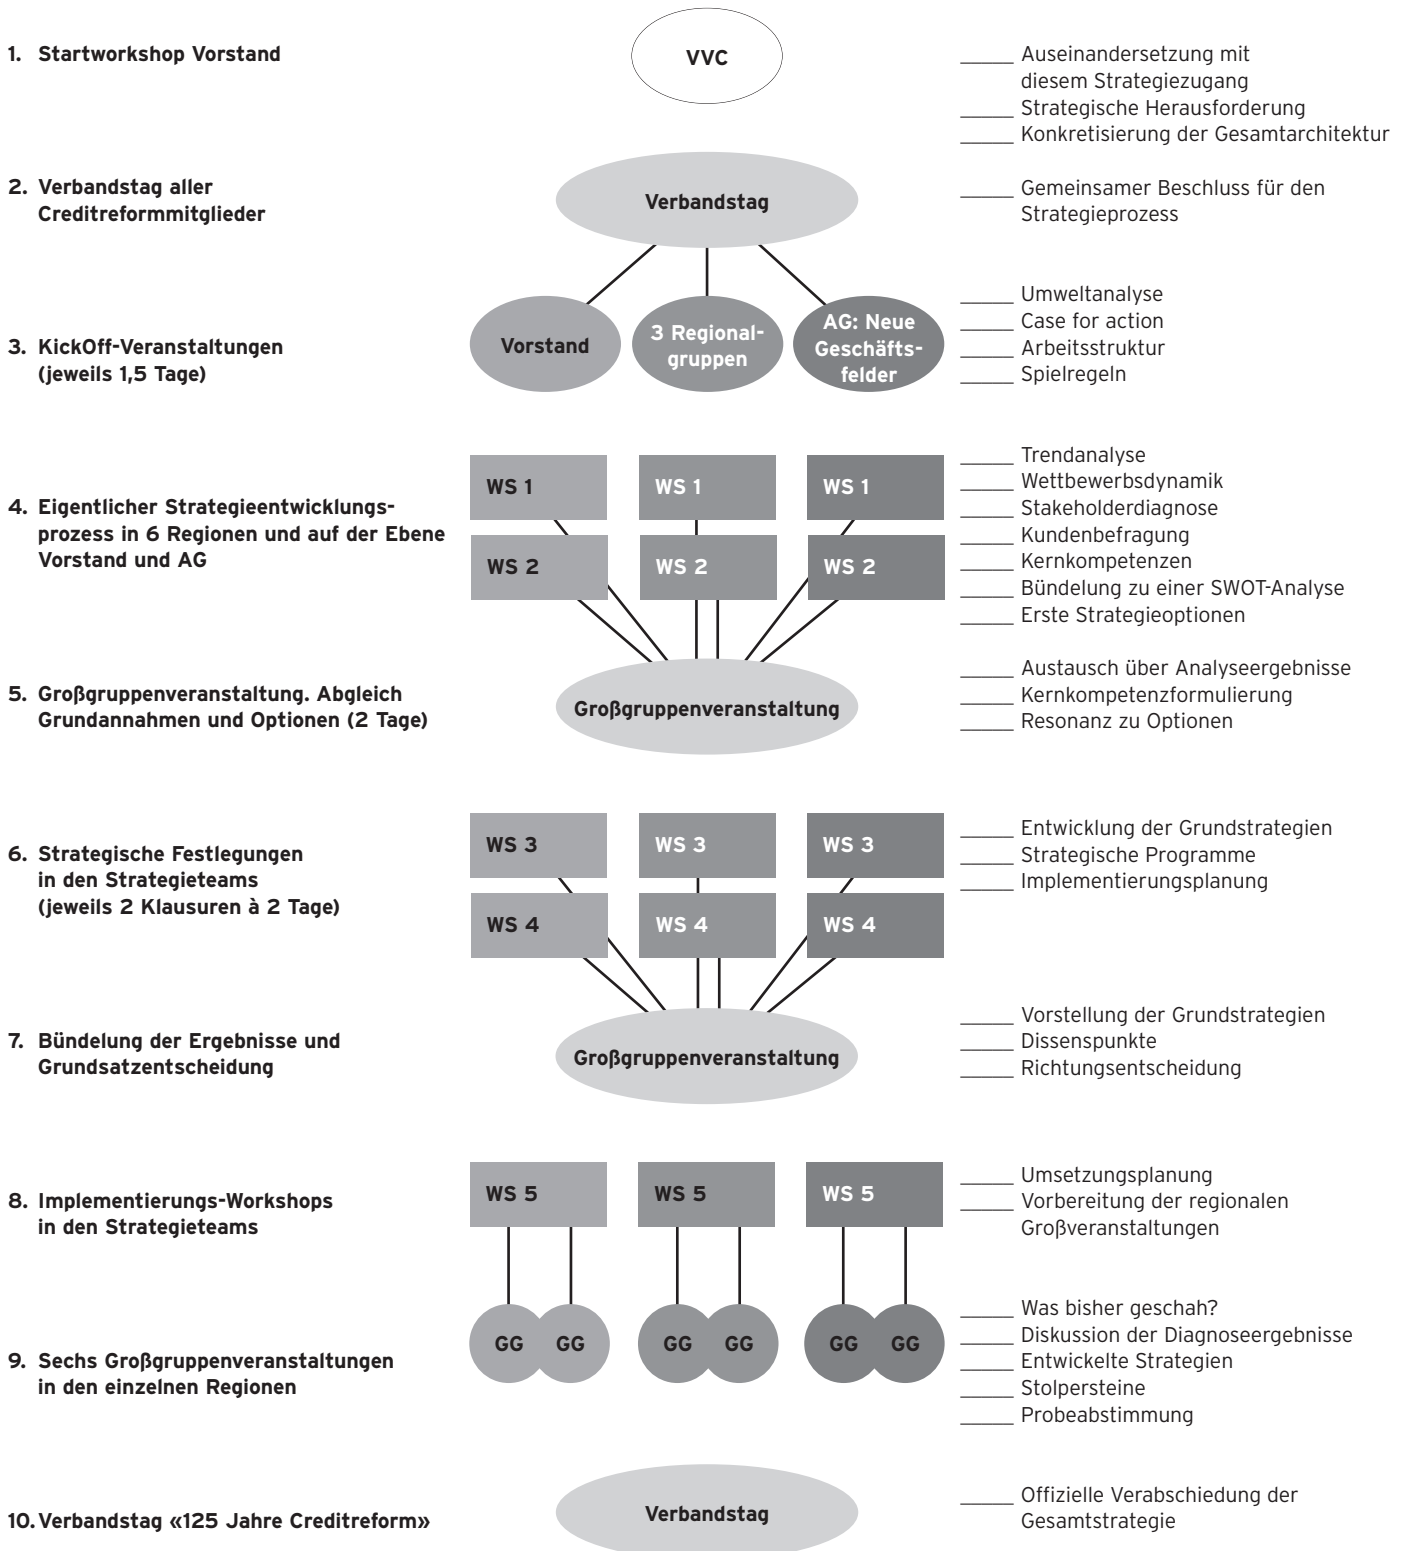 1. Startworkshop Vorstand
VVC
_____ Auseinandersetzung mit
diesem Strategiezugang
_____ Strategische Herausforderung
_____ Konkretisierung der Gesamtarchitektur
2. Verbandstag aller
Creditreformmitglieder
Verbandstag
_____ Gemeinsamer Beschluss für den
Strategieprozess
3. KickOff-Veranstaltungen
(jeweils 1,5 Tage)
Vorstand
3 Regional-
gruppen
AG: Neue
Geschäfts-
felder
_____ Umweltanalyse
_____ Case for action
_____ Arbeitsstruktur
_____ Spielregeln
4. Eigentlicher Strategieentwicklungs-
prozess in 6 Regionen und auf der Ebene
Vorstand und AG
WS 1 WS 1 WS 1
WS 2 WS 2 WS 2
_____ Trendanalyse
_____ Wettbewerbsdynamik
_____ Stakeholderdiagnose
_____ Kundenbefragung
_____ Kernkompetenzen
_____ Bündelung zu einer SWOT-Analyse
_____ Erste Strategieoptionen
5. Großgruppenveranstaltung. Abgleich
Grundannahmen und Optionen (2 Tage)
Großgruppenveranstaltung
_____ Austausch über Analyseergebnisse
_____ Kernkompetenzformulierung
_____ Resonanz zu Optionen
6. Strategische Festlegungen
in den Strategieteams
(jeweils 2 Klausuren à 2 Tage)
WS 3 WS 3 WS 3
WS 4 WS 4 WS 4
_____ Entwicklung der Grundstrategien
_____ Strategische Programme
_____ Implementierungsplanung
7. Bündelung der Ergebnisse und
Grundsatzentscheidung
Großgruppenveranstaltung
_____ Vorstellung der Grundstrategien
_____ Dissenspunkte
_____ Richtungsentscheidung
8. Implementierungs-Workshops
in den Strategieteams
WS 5 WS 5 WS 5
_____ Umsetzungsplanung
_____ Vorbereitung der regionalen
Großveranstaltungen
9. Sechs Großgruppenveranstaltungen
in den einzelnen Regionen
GG GG GG GG GG GG
_____ Was bisher geschah?
_____ Diskussion der Diagnoseergebnisse
_____ Entwickelte Strategien
_____ Stolpersteine
_____ Probeabstimmung
10. Verbandstag «125 Jahre Creditreform»
Verbandstag
_____ Offizielle Verabschiedung der
Gesamtstrategie